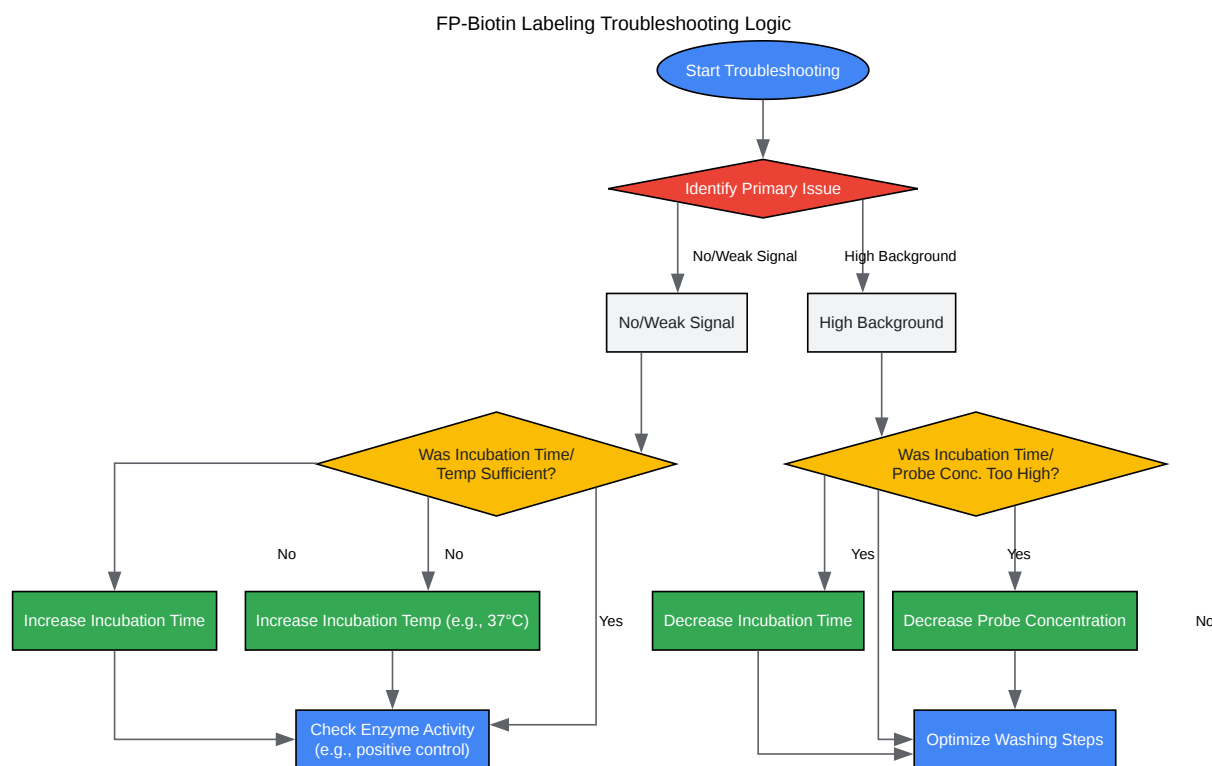 FP-Biotin Labeling Troubleshooting Logic
Start Troubleshooting
Identify Primary Issue
No/Weak Signal
High Background
No/Weak Signal
High Background
Was Incubation Time/
Temp Sufficient?
Was Incubation Time/
Probe Conc. Too High?
No
No
Yes
Yes
Increase Incubation Time
Increase Incubation Temp (e.g., 37°C)
Yes
Decrease Incubation Time
Decrease Probe Concentration
No
Check Enzyme Activity
(e.g., positive control)
Optimize Washing Steps